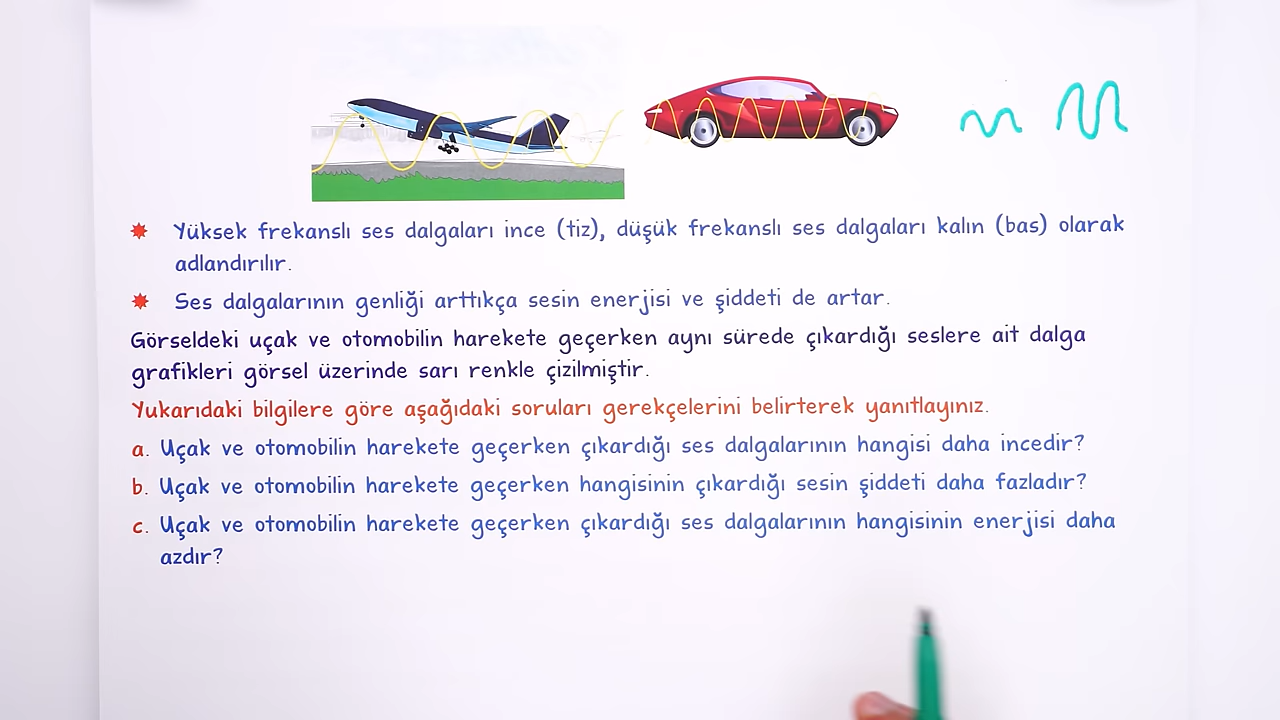 Yüksek frekanslı ses dalgaları ince (tiz), düşük frekanslı ses dalgaları kalın (bas) olarak
adlandırılır.
Ses dalgalarının genliği arttıkça sesin enerjisi ve şiddeti de artar.
Görseldeki uçak ve otomobilin harekete geçerken aynı sürede çıkardığı seslere ait dalga
grafikleri görsel üzerinde sarı renkle çizilmiştir.
Yukarıdaki bilgilere göre aşağıdaki soruları gerekçelerini belirterek yanıtlayınız.
a. Uçak ve otomobilin harekete geçerken çıkardığı ses dalgalarının hangisi daha incedir?
b. Uçak ve otomobilin harekete geçerken hangisinin çıkardığı sesin şiddeti daha fazladır?
c. Uçak ve otomobilin harekete geçerken çıkardığı ses dalgalarının hangisinin enerjisi daha
azdır?